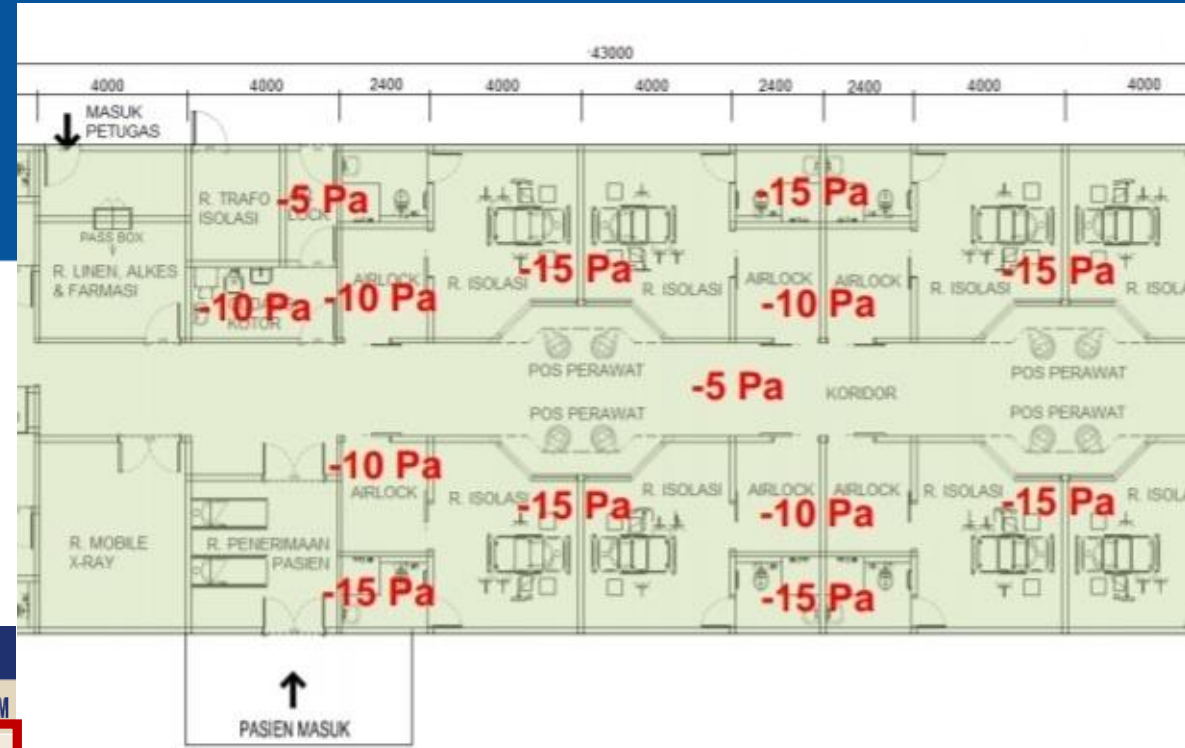 43000
4000
4000
2400
4000
4000
2400
2400
4000
4000
MASUK
PETUGAS
R. TRAFO
ISOLASI
-5 Pa
-15 Pa
PASS BOX
R. LINEN, ALKES
& FARMASI
-10 Pa
KOTOR
AIRLOCK
-10 Pa
R. ISOLASI
-15 Pa
R. ISOLASI
AIRLOCK
AIRLOCK
-10 Pa
R. ISOLASI
-15 Pa
POS PERAWAT
POS PERAWAT
-5 Pa
KORIDOR
POS PERAWAT
POS PERAWAT
-10 Pa
AIRLOCK
R. ISOLASI
-15 Pa
R. ISOLASI
AIRLOCK
AIRLOCK
-10 Pa
R. ISOLASI
-15 Pa
R. MOBILE
X-RAY
R. PENERIMAAN
PASIEN
-15 Pa
-15 Pa
PASIEN MASUK
M